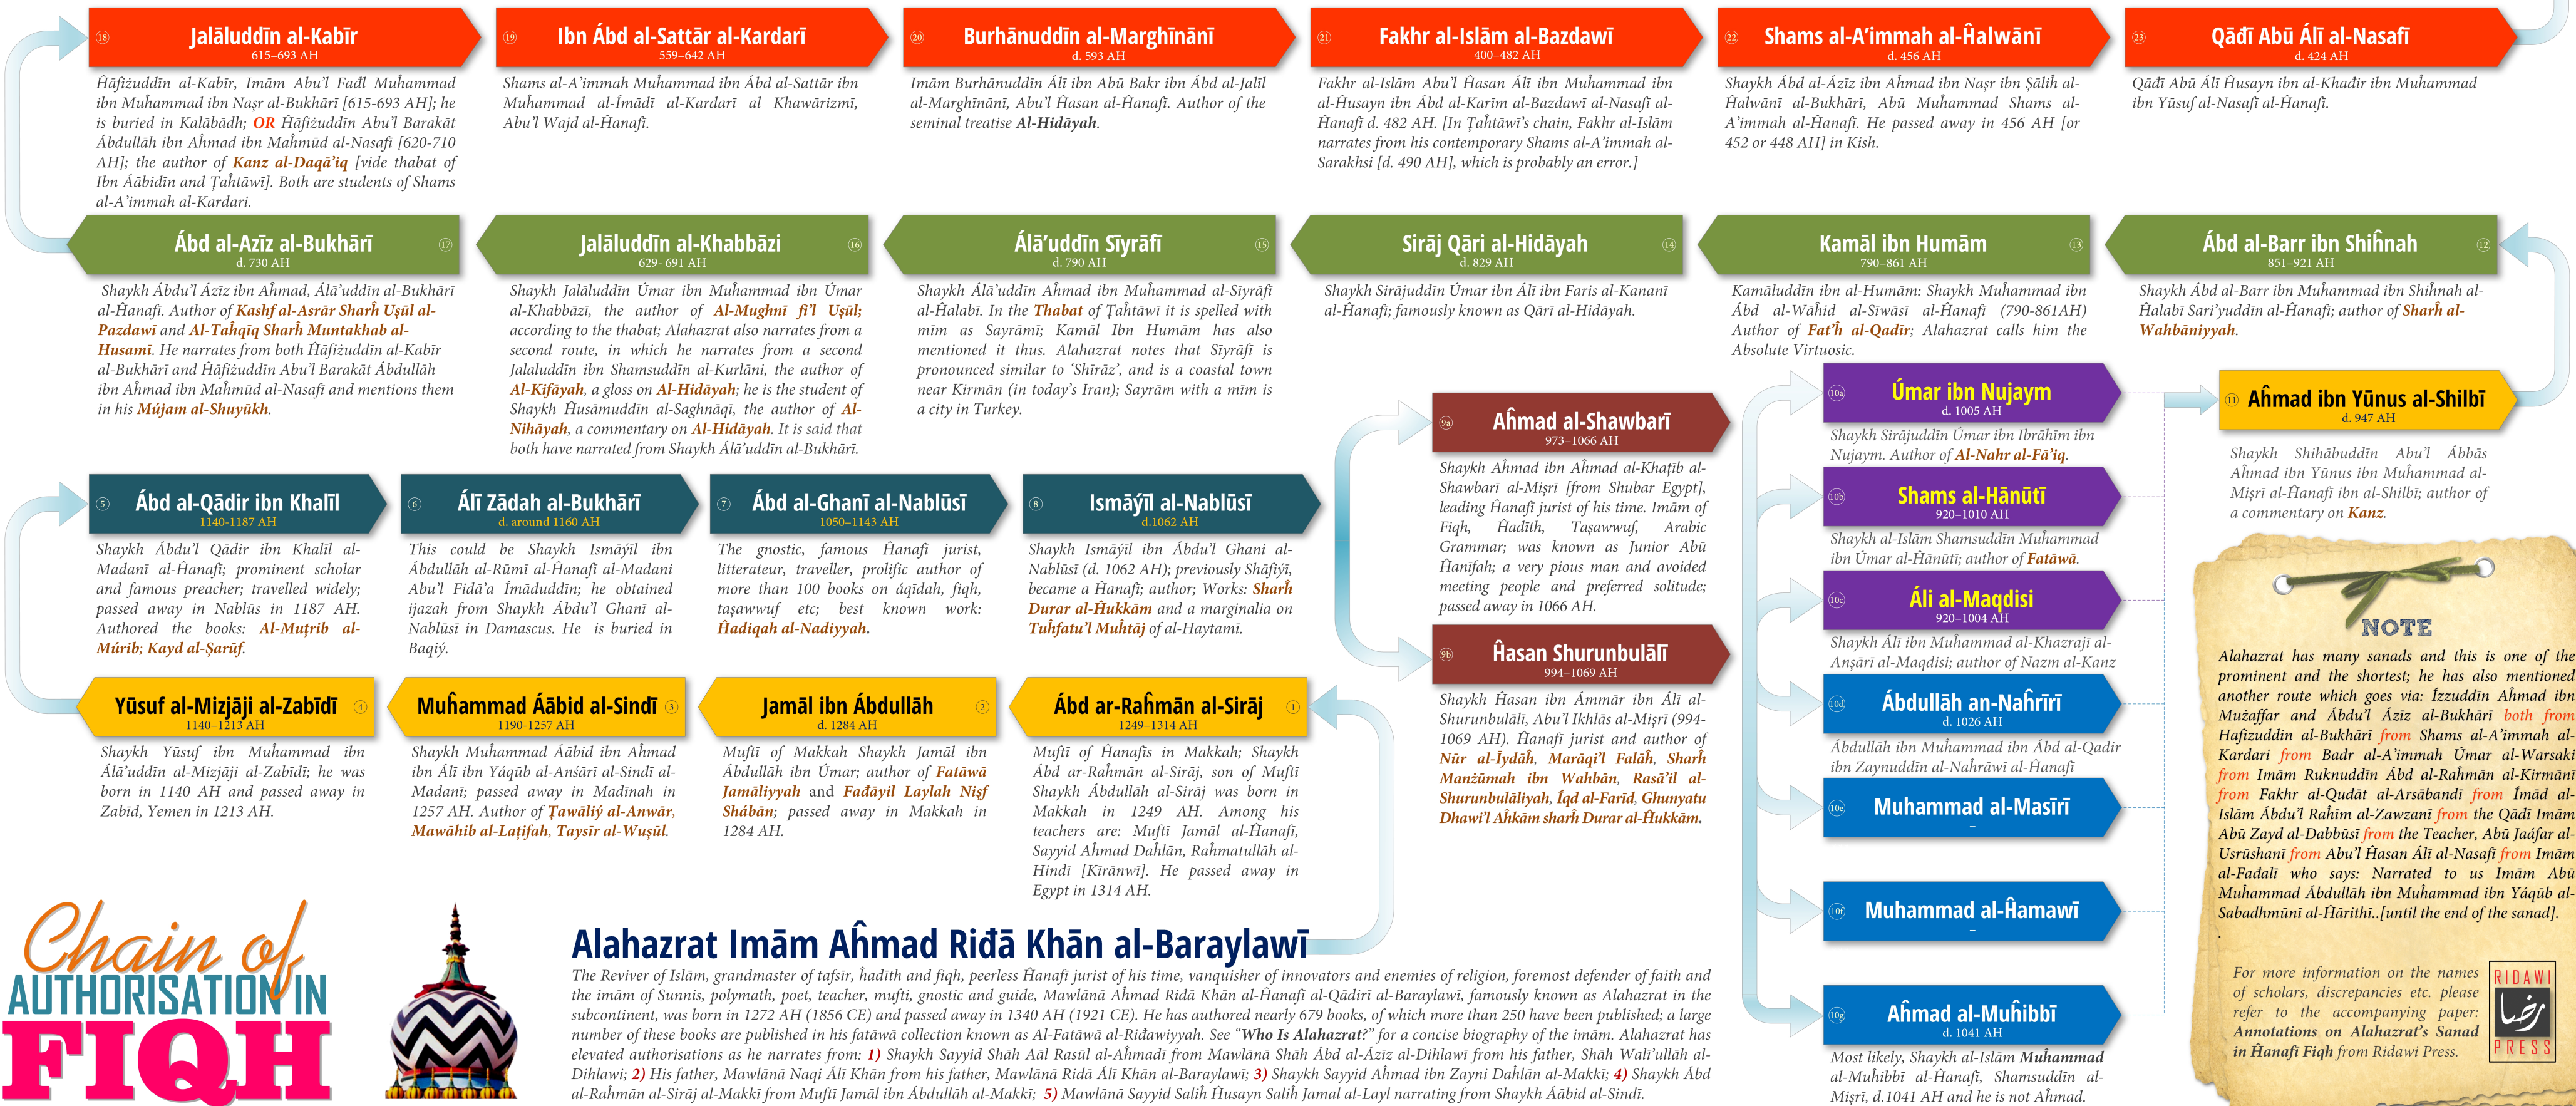 18
Jalāluddīn al-Kabīr
615–693 AH
Ĥāfiżuddīn al-Kabīr, Imām Abu’l Fađl Muĥammad
ibn Muĥammad ibn Naşr al-Bukhārī [615-693 AH]; he
is buried in Kalābādh; OR Ĥāfiżuddīn Abu’l Barakāt
Ábdullāh ibn Aĥmad ibn Maĥmūd al-Nasafī [620-710
AH]; the author of Kanz al-Daqā’iq [vide thabat of
Ibn Áābidīn and Ţaĥtāwī]. Both are students of Shams
al-A’immah al-Kardari.
19
Ibn Ábd al-Sattār al-Kardarī
559–642 AH
Shams al-A’immah Muĥammad ibn Ábd al-Sattār ibn
Muĥammad al-Ímādī al-Kardarī al Khawārizmī,
Abu’l Wajd al-Ĥanafī.
20
Burhānuddīn al-Marghīnānī
d. 593 AH
Imām Burhānuddīn Álī ibn Abū Bakr ibn Ábd al-Jalīl
al-Marghīnānī, Abu’l Ĥasan al-Ĥanafī. Author of the
seminal treatise Al-Hidāyah.
21
Fakhr al-Islām al-Bazdawī
400–482 AH
Fakhr al-Islām Abu’l Ĥasan Álī ibn Muĥammad ibn
al-Ĥusayn ibn Ábd al-Karīm al-Bazdawī al-Nasafī al-
Ĥanafī d. 482 AH. [In Ţaĥtāwī’s chain, Fakhr al-Islām
narrates from his contemporary Shams al-A’immah al-
Sarakhsi [d. 490 AH], which is probably an error.]
22
Shams al-A’immah al-Ĥalwānī
d. 456 AH
Shaykh Ábd al-Ázīz ibn Aĥmad ibn Naşr ibn Şāliĥ al-
Ĥalwānī al-Bukhārī, Abū Muĥammad Shams al-
A’immah al-Ĥanafī. He passed away in 456 AH [or
452 or 448 AH] in Kish.
23
Qāđī Abū Álī al-Nasafī
d. 424 AH
Qāđī Abū Álī Ĥusayn ibn al-Khađir ibn Muĥammad
ibn Yūsuf al-Nasafī al-Ĥanafī.
Ábd al-Azīz al-Bukhārī
17
d. 730 AH
Shaykh Ábdu’l Ázīz ibn Aĥmad, Álā’uddīn al-Bukhārī
al-Ĥanafī. Author of Kashf al-Asrār Sharĥ Uşūl al-
Pazdawī and Al-Taĥqīq Sharĥ Muntakhab al-
Husamī. He narrates from both Ĥāfiżuddīn al-Kabīr
al-Bukhārī and Ĥāfiżuddīn Abu’l Barakāt Ábdullāh
ibn Aĥmad ibn Maĥmūd al-Nasafī and mentions them
in his Mújam al-Shuyūkh.
Jalāluddīn al-Khabbāzi
16
629- 691 AH
Shaykh Jalāluddīn Úmar ibn Muĥammad ibn Úmar
al-Khabbāzī, the author of Al-Mughnī fi’l Uşūl;
according to the thabat; Alahazrat also narrates from a
second route, in which he narrates from a second
Jalaluddīn ibn Shamsuddīn al-Kurlāni, the author of
Al-Kifāyah, a gloss on Al-Hidāyah; he is the student of
Shaykh Ĥusāmuddīn al-Saghnāqī, the author of Al-
Nihāyah, a commentary on Al-Hidāyah. It is said that
both have narrated from Shaykh Álā’uddīn al-Bukhārī.
Álā’uddīn Sīyrāfī
15
d. 790 AH
Shaykh Álā’uddīn Aĥmad ibn Muĥammad al-Sīyrāfī
al-Ĥalabī. In the Thabat of Ţaĥtāwī it is spelled with
mīm as Sayrāmī; Kamāl Ibn Humām has also
mentioned it thus. Alahazrat notes that Sīyrāfī is
pronounced similar to ‘Shīrāz’, and is a coastal town
near Kirmān (in today’s Iran); Sayrām with a mīm is
a city in Turkey.
Sirāj Qāri al-Hidāyah
14
d. 829 AH
Shaykh Sirājuddīn Úmar ibn Álī ibn Faris al-Kananī
al-Ĥanafī; famously known as Qārī al-Hidāyah.
Kamāl ibn Humām
13
790–861 AH
Kamāluddīn ibn al-Humām: Shaykh Muĥammad ibn
Ábd al-Wāĥid al-Sīwāsī al-Ĥanafī (790-861AH)
Author of Fat’ĥ al-Qadīr; Alahazrat calls him the
Absolute Virtuosic.
Ábd al-Barr ibn Shiĥnah
12
851–921 AH
Shaykh Ábd al-Barr ibn Muĥammad ibn Shiĥnah al-
Ĥalabī Sari’yuddīn al-Ĥanafī; author of Sharĥ al-
Wahbāniyyah.
5
Ábd al-Qādir ibn Khalīl
1140-1187 AH
Shaykh Ábdu’l Qādir ibn Khalīl al-
Madanī al-Ĥanafī; prominent scholar
and famous preacher; travelled widely;
passed away in Nablūs in 1187 AH.
Authored the books: Al-Muţrib al-
Múrib; Kayd al-Şarūf.
6
Álī Zādah al-Bukhārī
d. around 1160 AH
This could be Shaykh Ismāýīl ibn
Ábdullāh al-Rūmī al-Ĥanafī al-Madani
Abu’l Fidā’a Ímāduddīn; he obtained
ijazah from Shaykh Ábdu’l Ghanī al-
Nablūsī in Damascus. He is buried in
Baqiý.
7
Ábd al-Ghanī al-Nablūsī
1050–1143 AH
The gnostic, famous Ĥanafī jurist,
litterateur, traveller, prolific author of
more than 100 books on áqīdah, fiqh,
taşawwuf etc; best known work:
Ĥadiqah al-Nadiyyah.
8
Ismāýīl al-Nablūsī
d.1062 AH
Shaykh Ismāýīl ibn Ábdu’l Ghani al-
Nablūsī (d. 1062 AH); previously Shāfiýī,
became a Ĥanafī; author; Works: Sharĥ
Durar al-Ĥukkām and a marginalia on
Tuĥfatu’l Muĥtāj of al-Haytamī.
9a
Aĥmad al-Shawbarī
973–1066 AH
Shaykh Aĥmad ibn Aĥmad al-Khaţīb al-
Shawbarī al-Mişrī [from Shubar Egypt],
leading Ĥanafī jurist of his time. Imām of
Fiqh, Ĥadīth, Taşawwuf, Arabic
Grammar; was known as Junior Abū
Ĥanīfah; a very pious man and avoided
meeting people and preferred solitude;
passed away in 1066 AH.
9b
Ĥasan Shurunbulālī
994–1069 AH
Shaykh Ĥasan ibn Ámmār ibn Álī al-
Shurunbulālī, Abu’l Ikhlās al-Mişrī (994-
1069 AH). Ĥanafī jurist and author of
Nūr al-Īydāĥ, Marāqi’l Falāĥ, Sharĥ
Manżūmah ibn Wahbān, Rasā’il al-
Shurunbulāliyah, Íqd al-Farīd, Ghunyatu
Dhawi’l Aĥkām sharĥ Durar al-Ĥukkām.
10a
Úmar ibn Nujaym
d. 1005 AH
Shaykh Sirājuddīn Úmar ibn Ibrāhīm ibn
Nujaym. Author of Al-Nahr al-Fā’iq.
10b
Shams al-Hānūtī
920–1010 AH
Shaykh al-Islām Shamsuddīn Muhammad
ibn Úmar al-Ĥānūtī; author of Fatāwā.
10c
Áli al-Maqdisi
920–1004 AH
Shaykh Álī ibn Muĥammad al-Khazrajī al-
Anşārī al-Maqdisi; author of Nazm al-Kanz
10d
Ábdullāh an-Naĥrīrī
d. 1026 AH
Ábdullāh ibn Muĥammad ibn Ábd al-Qadir
ibn Zaynuddīn al-Naĥrāwī al-Ĥanafī
10e
Muhammad al-Masīrī
–
10f
Muhammad al-Ĥamawī
–
10g
Aĥmad al-Muĥibbī
d. 1041 AH
Most likely, Shaykh al-Islām Muĥammad
al-Muĥibbī al-Ĥanafī, Shamsuddīn al-
Mişrī, d.1041 AH and he is not Ahmad.
11
Aĥmad ibn Yūnus al-Shilbī
d. 947 AH
Shaykh Shihābuddīn Abu’l Ábbās
Aĥmad ibn Yūnus ibn Muĥammad al-
Mişrī al-Ĥanafī ibn al-Shilbī; author of
a commentary on Kanz.
Yūsuf al-Mizjāji al-Zabīdī
4
1140–1213 AH
Shaykh Yūsuf ibn Muĥammad ibn
Álā’uddīn al-Mizjāji al-Zabīdī; he was
born in 1140 AH and passed away in
Zabīd, Yemen in 1213 AH.
Muĥammad Áābid al-Sindī
3
1190-1257 AH
Shaykh Muĥammad Áābid ibn Aĥmad
ibn Álī ibn Yáqūb al-Anśārī al-Sindī al-
Madanī; passed away in Madīnah in
1257 AH. Author of Ţawāliý al-Anwār,
Mawāhib al-Laţifah, Taysīr al-Wuşūl.
Jamāl ibn Ábdullāh
2
d. 1284 AH
Muftī of Makkah Shaykh Jamāl ibn
Ábdullāh ibn Úmar; author of Fatāwā
Jamāliyyah and Fađāyil Laylah Nişf
Shábān; passed away in Makkah in
1284 AH.
Ábd ar-Raĥmān al-Sirāj
1
1249–1314 AH
Muftī of Ĥanafīs in Makkah; Shaykh
Ábd ar-Raĥmān al-Sirāj, son of Muftī
Shaykh Ábdullāh al-Sirāj was born in
Makkah in 1249 AH. Among his
teachers are: Muftī Jamāl al-Ĥanafī,
Sayyid Aĥmad Daĥlān, Raĥmatullāh al-
Hindī [Kīrānwī]. He passed away in
Egypt in 1314 AH.
Chain of
AUTHORISATION IN
FIQH
Alahazrat Imām Aĥmad Riđā Khān al-Baraylawī
The Reviver of Islām, grandmaster of tafsīr, ĥadīth and fiqh, peerless Ĥanafī jurist of his time, vanquisher of innovators and enemies of religion, foremost defender of faith and
the imām of Sunnis, polymath, poet, teacher, mufti, gnostic and guide, Mawlānā Aĥmad Riđā Khān al-Ĥanafī al-Qādirī al-Baraylawī, famously known as Alahazrat in the
subcontinent, was born in 1272 AH (1856 CE) and passed away in 1340 AH (1921 CE). He has authored nearly 679 books, of which more than 250 have been published; a large
number of these books are published in his fatāwā collection known as Al-Fatāwā al-Riđawiyyah. See “Who Is Alahazrat?” for a concise biography of the imām. Alahazrat has
elevated authorisations as he narrates from: 1) Shaykh Sayyid Shāh Aāl Rasūl al-Aĥmadī from Mawlānā Shāh Ábd al-Ázīz al-Dihlawī from his father, Shāh Walī’ullāh al-
Dihlawi; 2) His father, Mawlānā Naqi Álī Khān from his father, Mawlānā Riđā Álī Khān al-Baraylawī; 3) Shaykh Sayyid Aĥmad ibn Zayni Daĥlān al-Makkī; 4) Shaykh Ábd
al-Raĥmān al-Sirāj al-Makkī from Muftī Jamāl ibn Ábdullāh al-Makkī; 5) Mawlānā Sayyid Saliĥ Ĥusayn Saliĥ Jamal al-Layl narrating from Shaykh Áābid al-Sindī.
NOTE
Alahazrat has many sanads and this is one of the
prominent and the shortest; he has also mentioned
another route which goes via: Ízzuddīn Aĥmad ibn
Mużaffar and Ábdu’l Ázīz al-Bukhārī both from
Hafīzuddīn al-Bukhārī from Shams al-A’immah al-
Kardari from Badr al-A’immah Úmar al-Warsaki
from Imām Ruknuddīn Ábd al-Raĥmān al-Kirmānī
from Fakhr al-Quđāt al-Arsābandī from Ímād al-
Islām Ábdu’l Raĥīm al-Zawzanī from the Qāđī Imām
Abū Zayd al-Dabbūsī from the Teacher, Abū Jaáfar al-
Usrūshanī from Abu’l Ĥasan Álī al-Nasafī from Imām
al-Fađalī who says: Narrated to us Imām Abū
Muĥammad Ábdullāh ibn Muĥammad ibn Yáqūb al-
Sabadhmūnī al-Ĥārithī..[until the end of the sanad].
.
For more information on the names
of scholars, discrepancies etc. please
refer to the accompanying paper:
Annotations on Alahazrat’s Sanad
in Ĥanafī Fiqh from Ridawi Press.
RIDAWI
رضا
PRESS